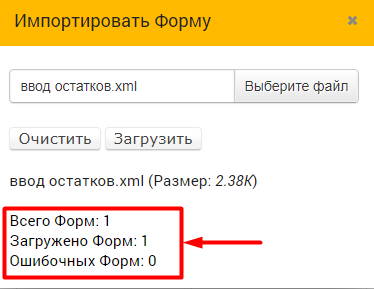 Импортировать Форму
ввод остатков.xml Выберите файл
Очистить Загрузить
ввод остатков.xml (Размер: 2.38K)
Всего Форм: 1
Загружено Форм: 1
Ошибочных Форм: 0